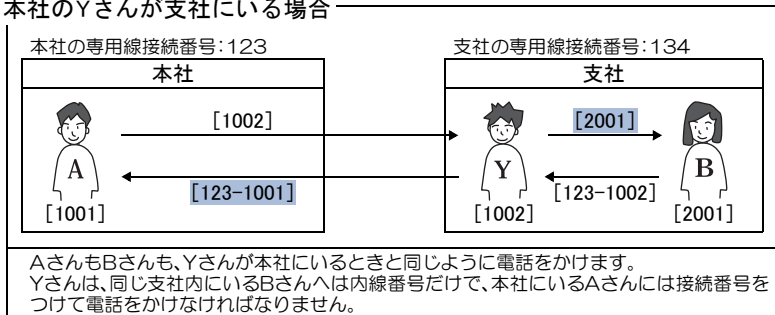 本社のYさんが支社にいる場合
本社の専用線接続番号：123
支社の専用線接続番号：134
本社
支社
[1002]
[2001]
A
Y
B
[123-1001]
[123-1002]
[1001]
[1002]
[2001]
AさんもBさんも、Yさんが本社にいるときと同じように電話をかけます。
Yさんは、同じ支社内にいるBさんへは内線番号だけで、本社にいるAさんには接続番号を
つけて電話をかけなければなりません。